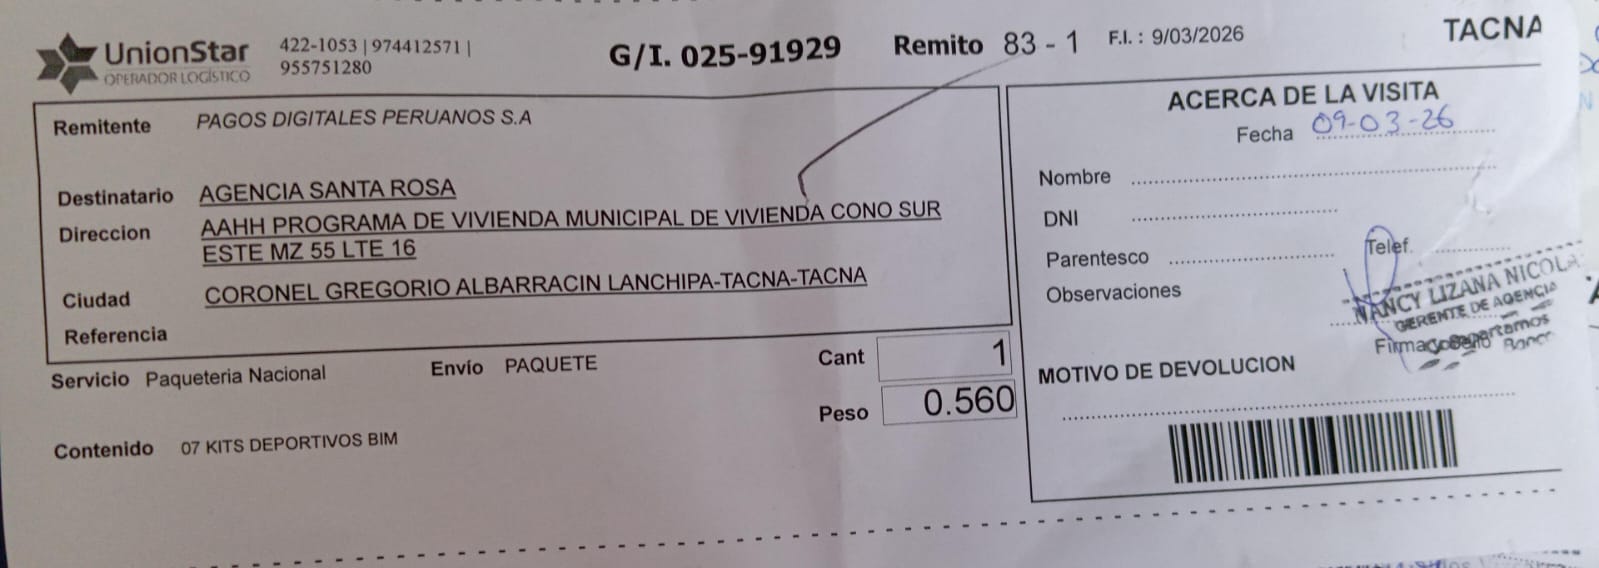 UnionStar
OPERADOR LOGÍSTICO
422-1053 | 974412571 |
955751280
G/I. 025-91929
Remito 83 - 1
F.I. : 9/03/2026
TACNA
Remitente PAGOS DIGITALES PERUANOS S.A
Destinatario AGENCIA SANTA ROSA
Direccion AAHH PROGRAMA DE VIVIENDA MUNICIPAL DE VIVIENDA CONO SUR
ESTE MZ 55 LTE 16
Ciudad CORONEL GREGORIO ALBARRACIN LANCHIPA-TACNA-TACNA
Referencia
Servicio Paqueteria Nacional
Envío PAQUETE
Cant 1
Peso 0.560
Contenido 07 KITS DEPORTIVOS BIM
ACERCA DE LA VISITA
Fecha 09-03-26
Nombre
DNI
Parentesco
Telef.
Observaciones
NANCY LIZANA NICOLA
GERENTE DE AGENCIA
Firma
MOTIVO DE DEVOLUCION